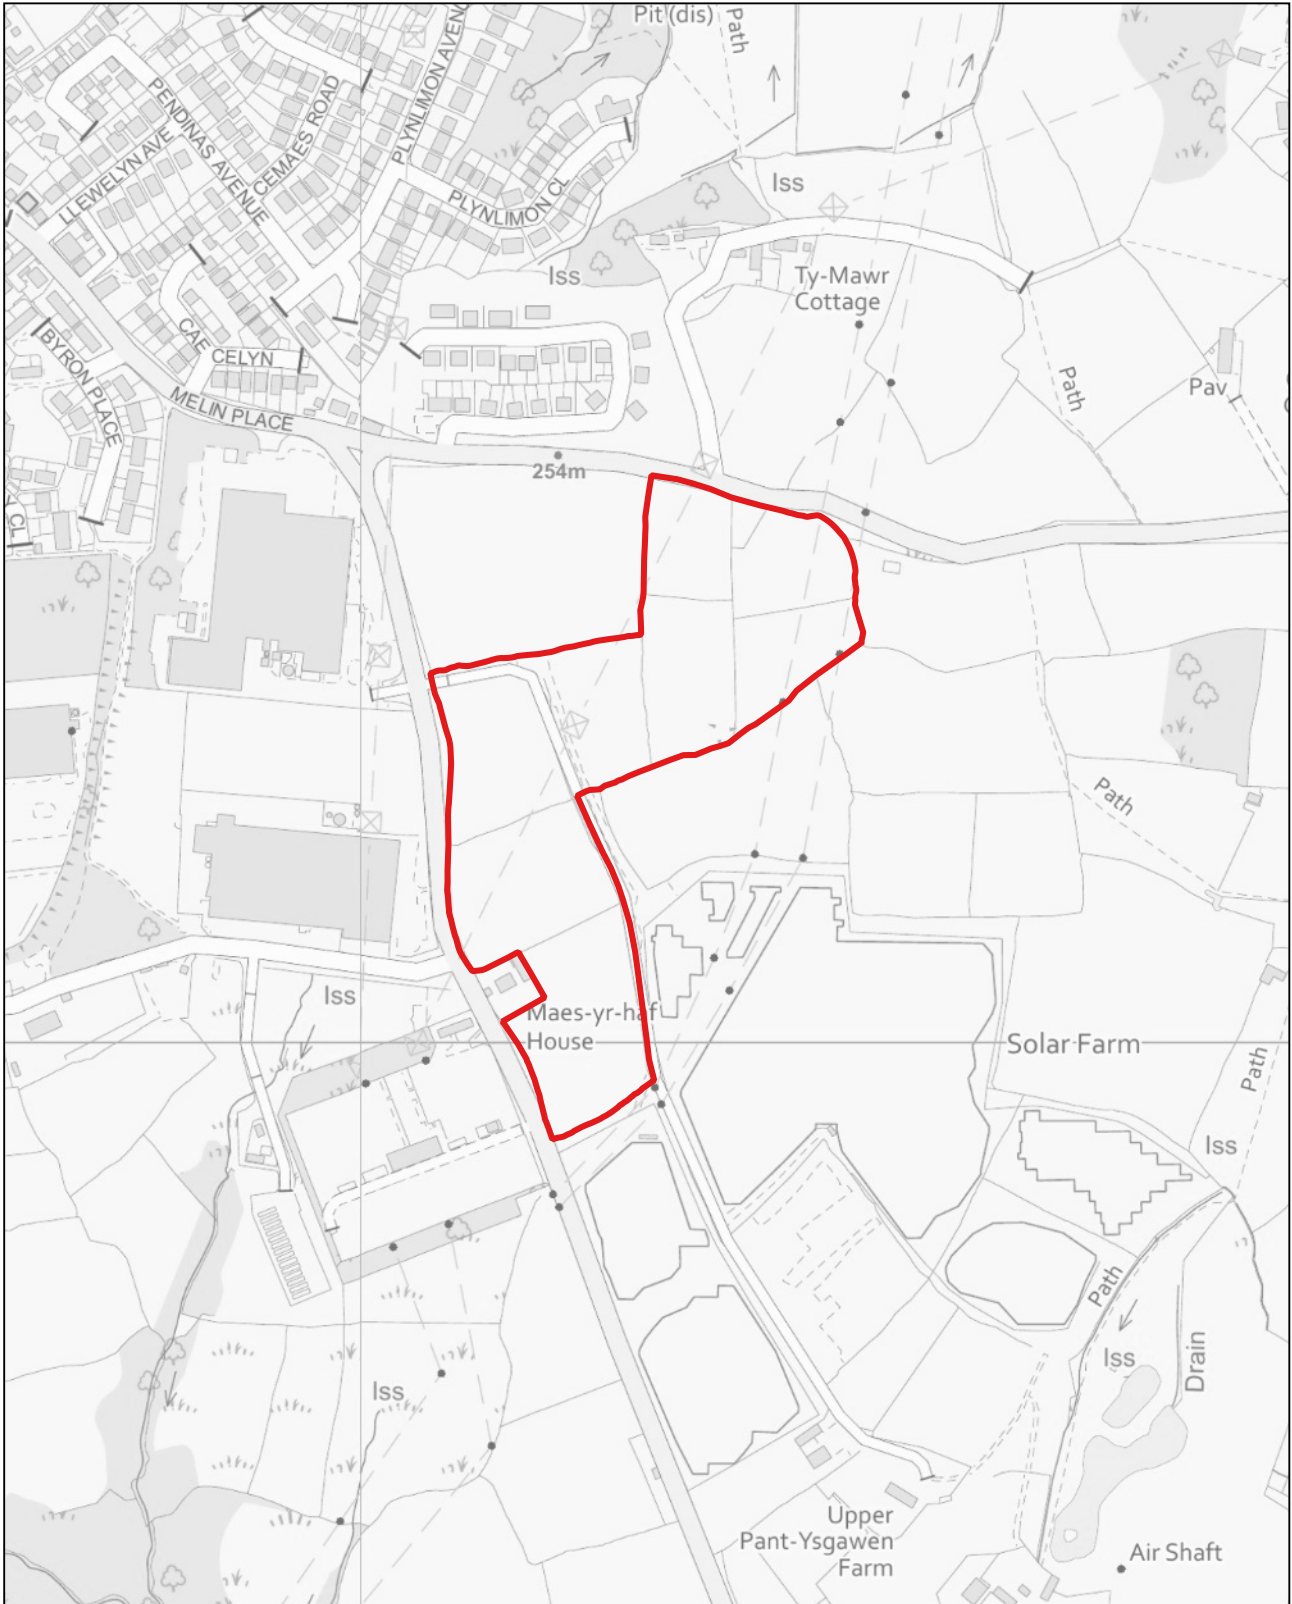 Pit (dis)
Path
PLYNLIMON AVEN
PENDINAS AVENUE
CEMAES ROAD
LLEWELYN AVE
PLYNLIMON CL
Iss
Iss
Ty-Mawr
Cottage
CAE
CELYN
BYRON PLACE
MELIN PLACE
Path
Pav
254m
CL
Path
Iss
Maes-yr-haf
House
Solar Farm
Path
Iss
Path
Iss
Drain
Iss
Upper
Pant-Ysgawen
Farm
Air Shaft